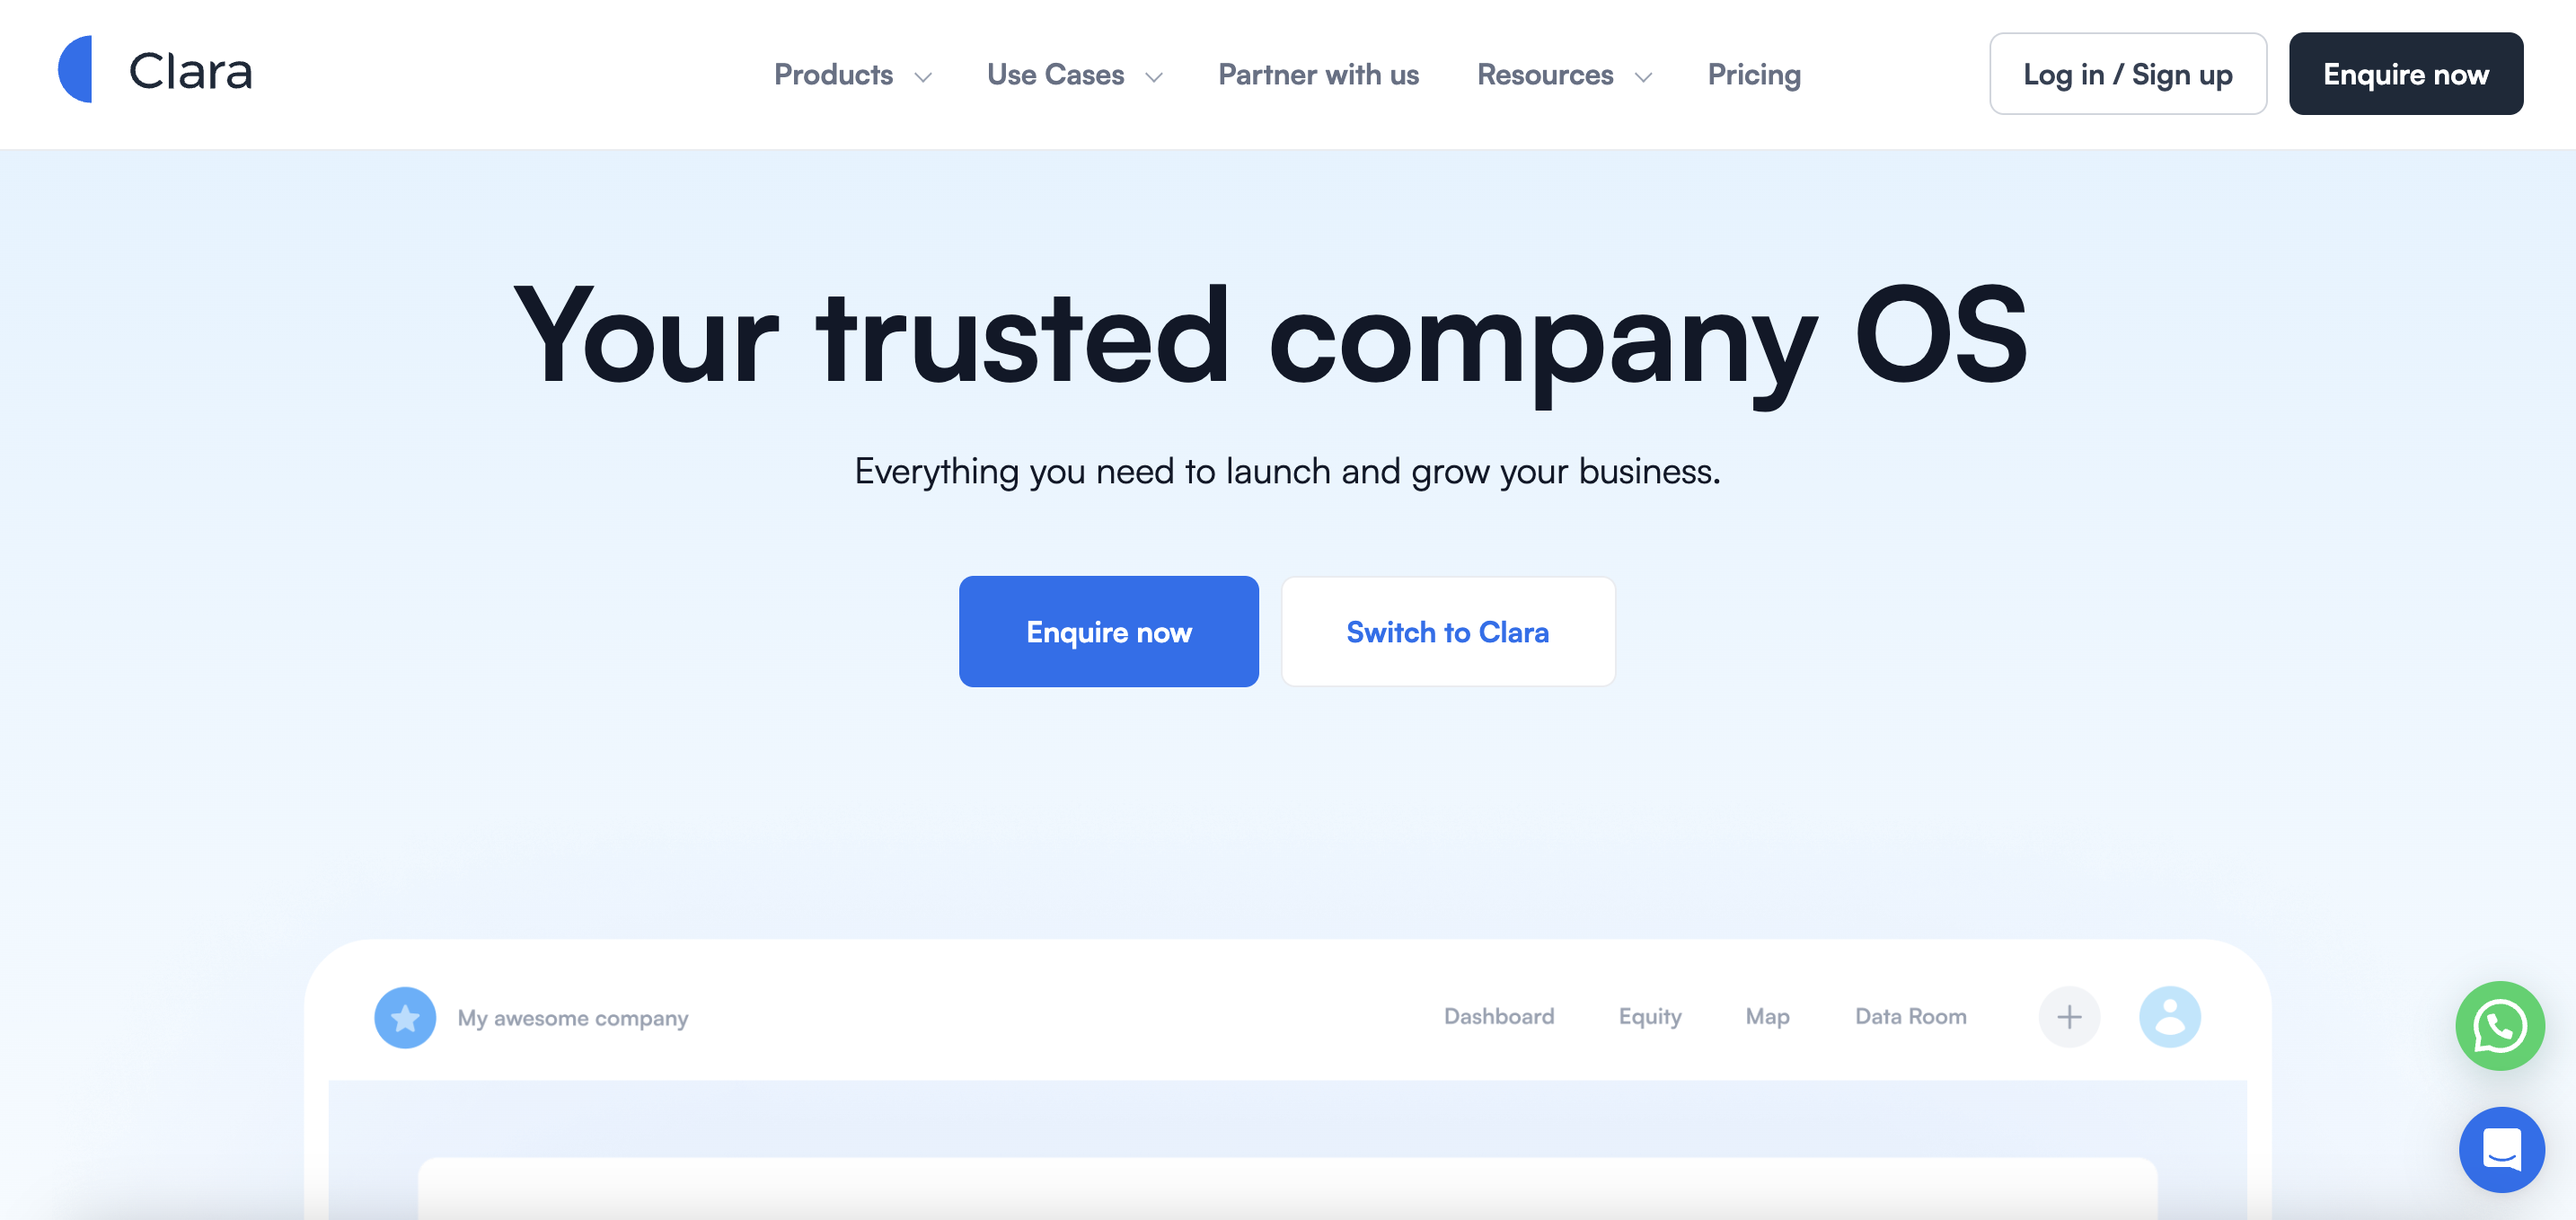 Clara
Products Use Cases Partner with us Resources Pricing
Log in / Sign up Enquire now
Your trusted company OS
Everything you need to launch and grow your business.
Enquire now Switch to Clara
My awesome company Dashboard Equity Map Data Room